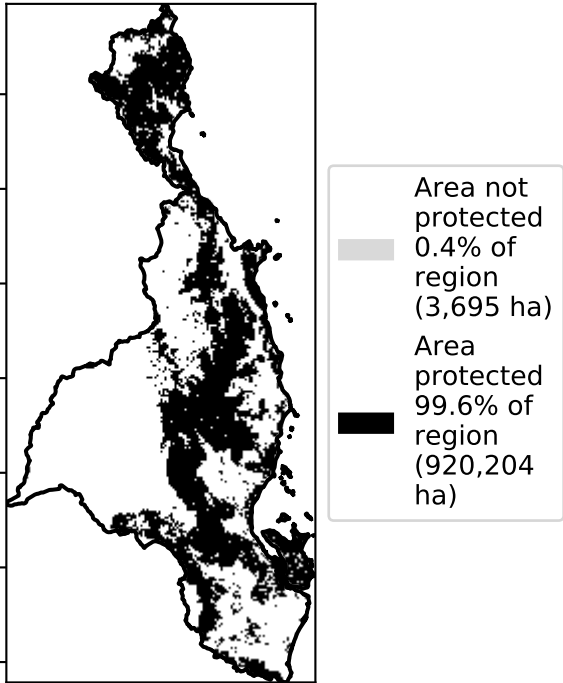 Area not
protected
0.4% of
region
(3,695 ha)
Area
protected
99.6% of
region
(920,204
ha)